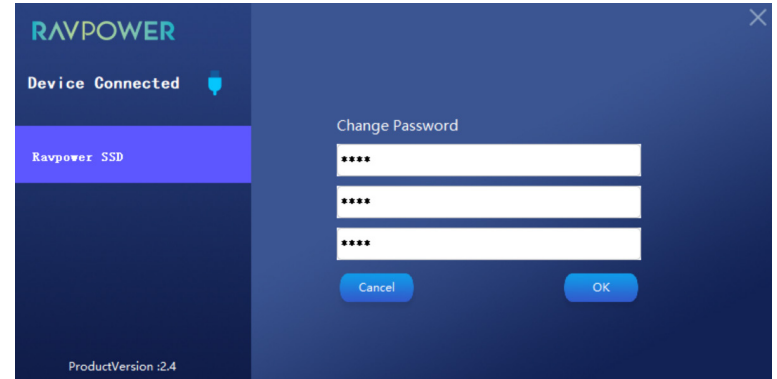 RAVPOWER
Device Connected
Ravpower SSD
ProductVersion :2.4
Change Password
****
****
****
Cancel
OK